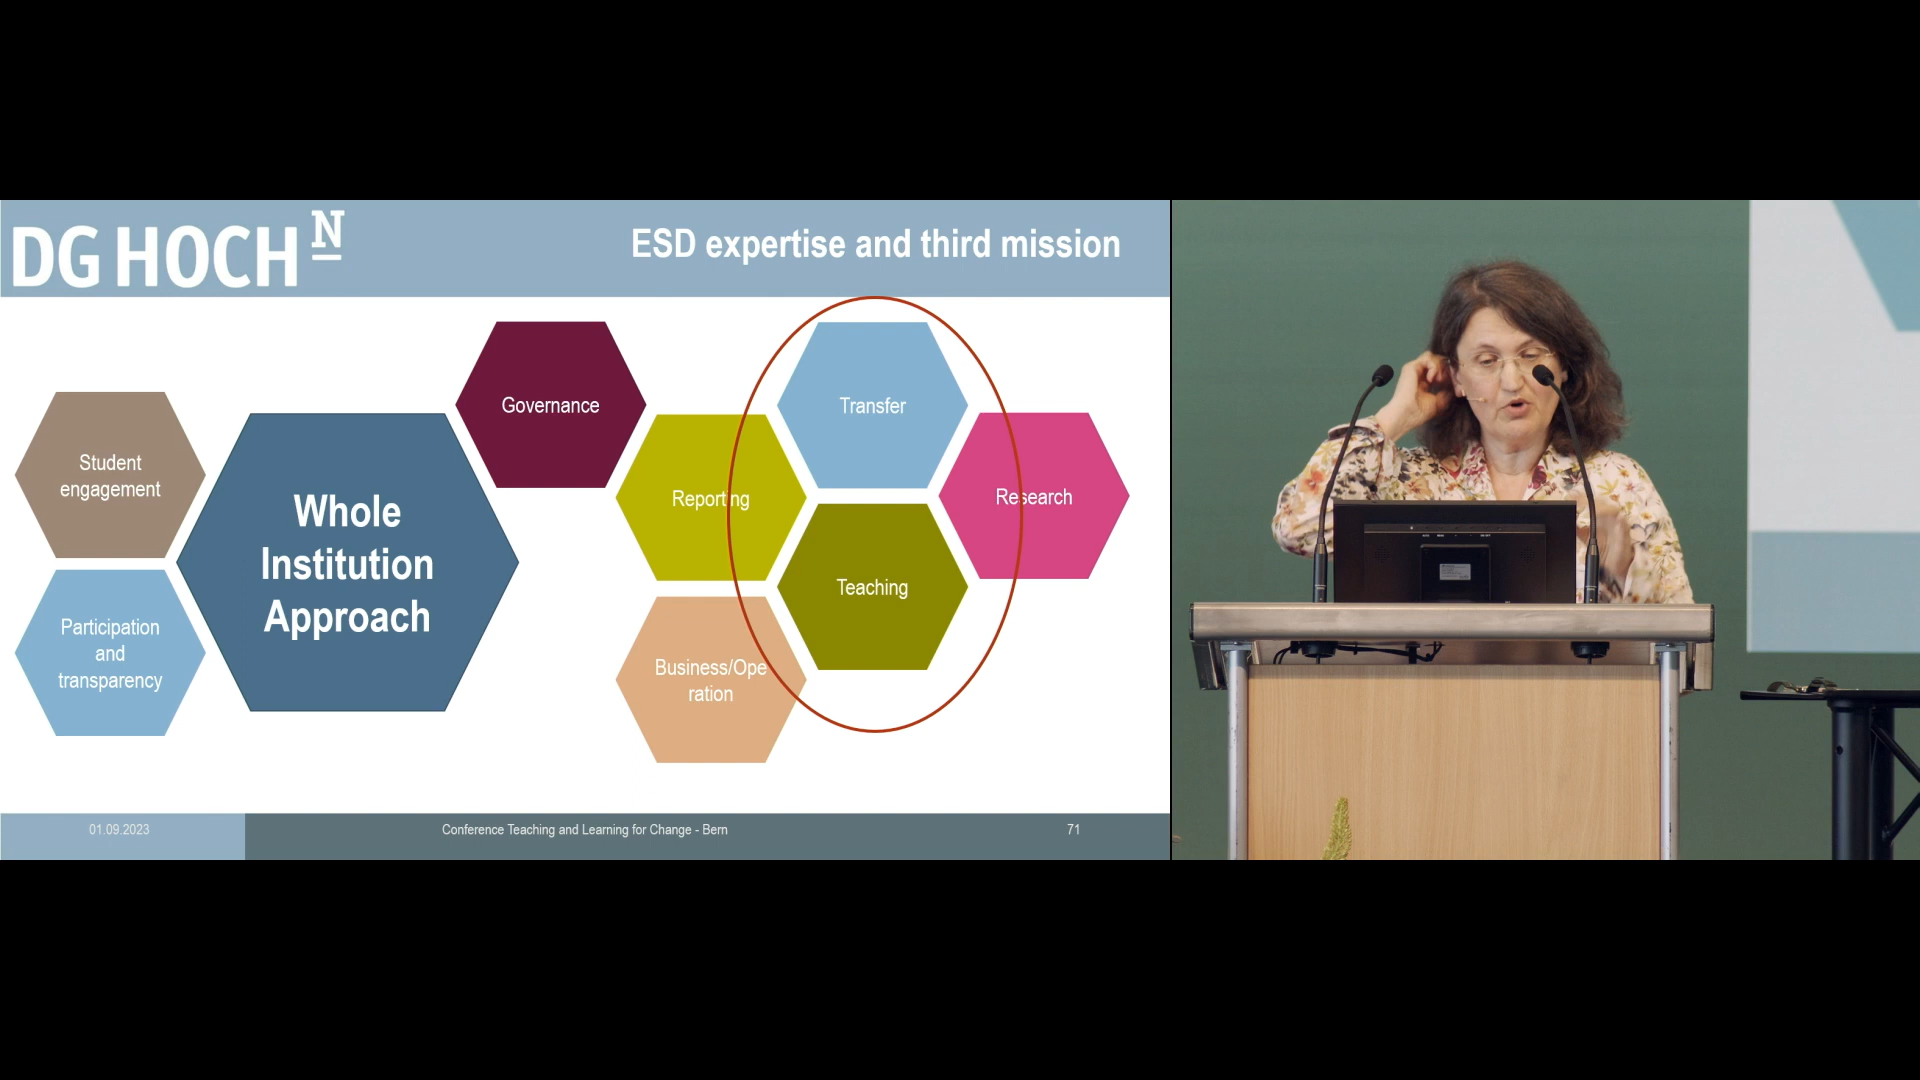 DG HOCH N
ESD expertise and third mission
Student
engagement
Participation
and
transparency
Whole
Institution
Approach
Governance
Reporting
Business/Ope
ration
Transfer
Teaching
Research
01.09.2023
Conference Teaching and Learning for Change - Bern
71